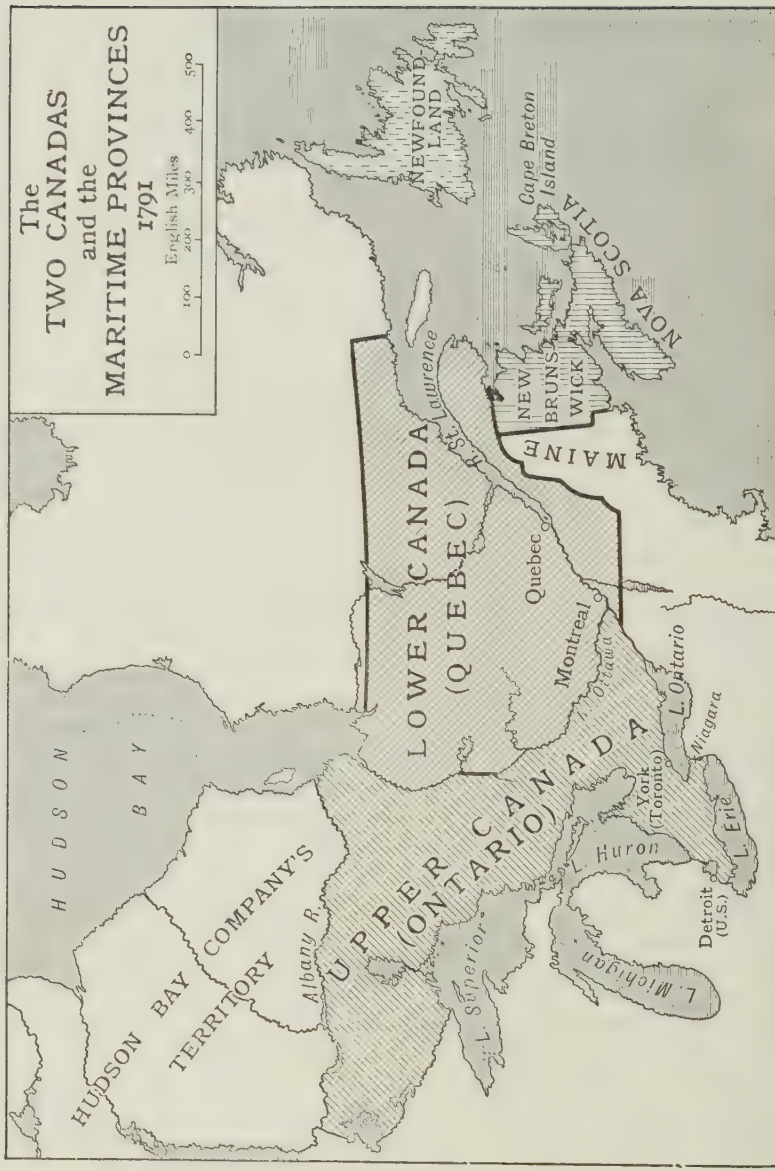 The
TWO CANADAS
and the
MARITIME PROVINCES
1791
English Miles
0 100 200 300 400 500
HUDSON
BAY
HUDSON BAY COMPANY'S
TERRITORY
Albany R.
UPPER CANADA
(ONTARIO)
LOWER CANADA
(QUEBEC)
R. St. Lawrence
NEWFOUND-
LAND
Cape Breton
Island
NOVA SCOTIA
NEW
BRUNS
WICK
MAINE
Quebec
Montreal
Ottawa
L. Ontario
Niagara
York
(Toronto)
L. Erie
L. Huron
Detroit
(U.S.)
L. Michigan
L. Superior